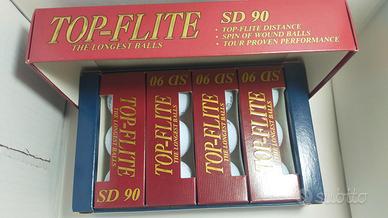 TOP-FLITE
THE LONGEST BALLS
SD 90
• TOP-FLITE DISTANCE
• SPIN OF WOUND BALLS
• TOUR PROVEN PERFORMANCE
TOP-FLITE
THE LONGEST BALLS
SD 90
SD 90
TOP-FLITE
THE LONGEST BALLS
SD 90
TOP-FLITE
THE LONGEST BALLS
SD 90
TOP-FLITE
THE LONGEST BALLS
subito